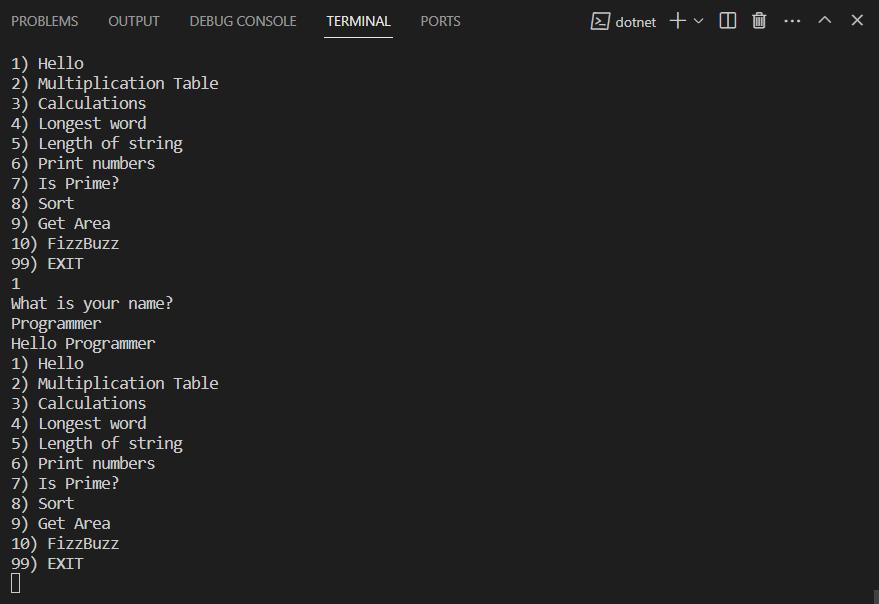 PROBLEMS OUTPUT DEBUG CONSOLE TERMINAL PORTS dotnet
1) Hello
2) Multiplication Table
3) Calculations
4) Longest word
5) Length of string
6) Print numbers
7) Is Prime?
8) Sort
9) Get Area
10) FizzBuzz
99) EXIT
1
What is your name?
Programmer
Hello Programmer
1) Hello
2) Multiplication Table
3) Calculations
4) Longest word
5) Length of string
6) Print numbers
7) Is Prime?
8) Sort
9) Get Area
10) FizzBuzz
99) EXIT